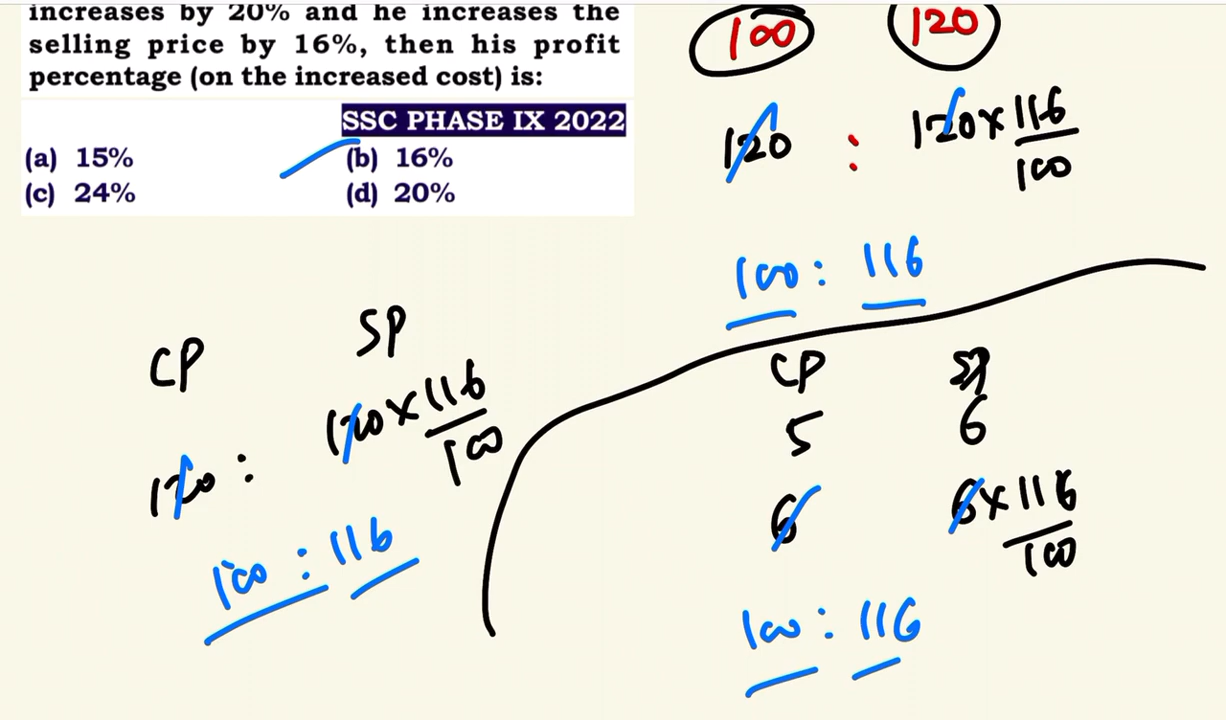 increases by 20% and he increases the
selling price by 16%, then his profit
percentage (on the increased cost) is:
SSC PHASE IX 2022
(a) 15% (b) 16%
(c) 24% (d) 20%
100 120
120 : 120 × 116/100
100 : 116
CP SP
120 : 120 × 116/100
100 : 116
CP SP
5 6
6 6 × 116/100
100 : 116